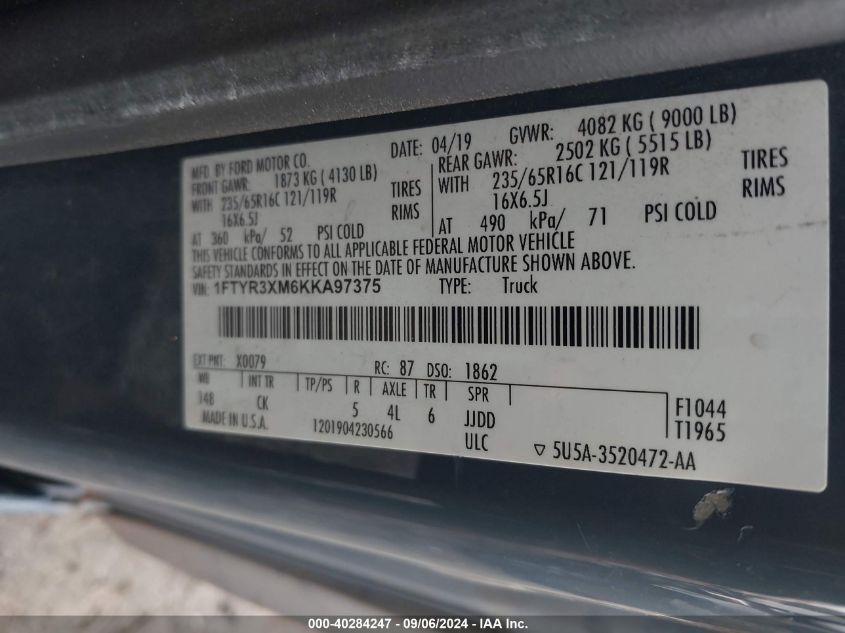 MFD. BY FORD MOTOR CO. DATE: 04/19 GVWR: 4082 KG ( 9000 LB)
FRONT GAWR: 1873 KG ( 4130 LB) REAR GAWR: 2502 KG ( 5515 LB)
WITH 235/65R16C 121/119R TIRES WITH 235/65R16C 121/119R TIRES
16X6.5J RIMS 16X6.5J RIMS
AT 360 kPa/ 52 PSI COLD AT 490 kPa/ 71 PSI COLD
THIS VEHICLE CONFORMS TO ALL APPLICABLE FEDERAL MOTOR VEHICLE
SAFETY STANDARDS IN EFFECT ON THE DATE OF MANUFACTURE SHOWN ABOVE.
VIN: 1FTYR3XM6KKA97375 TYPE: Truck
EXT PNT: X0079 RC: 87 DSO: 1862
WB INT TR TP/PS R AXLE TR SPR
148 CK 5 4L 6 JJDD F1044
MADE IN U.S.A. 1201904230566 ULC T1965
5U5A-3520472-AA
000-40284247 - 09/06/2024 - IAA Inc.